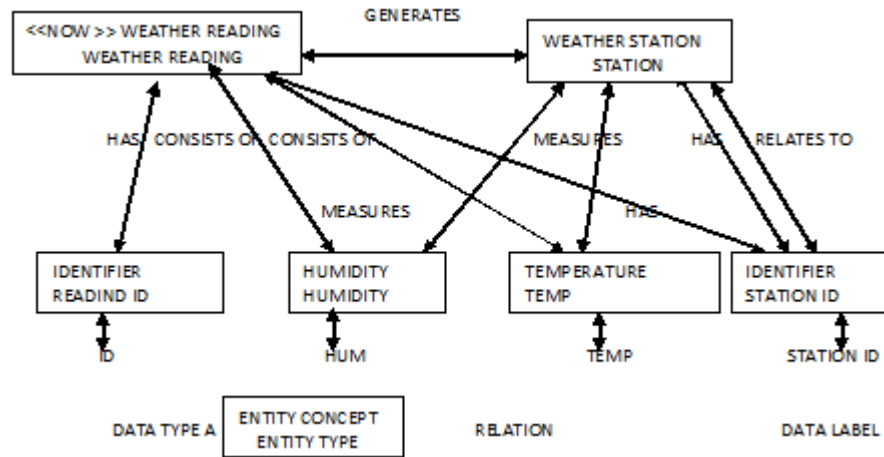 GENERATES
<<NOW >> WEATHER READING
WEATHER READING
WEATHER STATION
STATION
HAS CONSISTS OF CONSISTS OF
MEASURES
HAS
RELATES TO
MEASURES
HAS
IDENTIFIER
READIND ID
HUMIDITY
HUMIDITY
TEMPERATURE
TEMP
IDENTIFIER
STATION ID
ID
HUM
TEMP
STATION ID
DATA TYPE A
ENTITY CONCEPT
ENTITY TYPE
RELATION
DATA LABEL